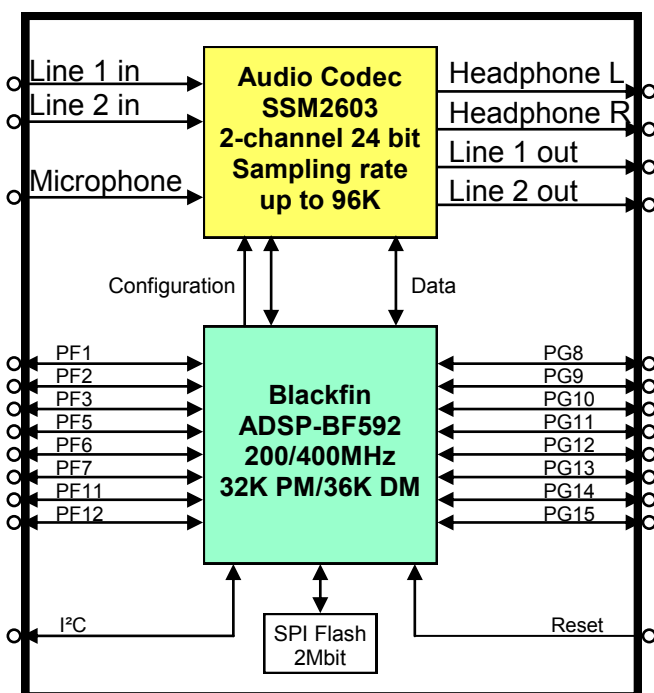 Line 1 in
Line 2 in
Microphone
Audio Codec
SSM2603
2-channel 24 bit
Sampling rate
up to 96K
Headphone L
Headphone R
Line 1 out
Line 2 out
Configuration
Data
PF1
PF2
PF3
PF5
PF6
PF7
PF11
PF12
Blackfin
ADSP-BF592
200/400MHz
32K PM/36K DM
PG8
PG9
PG10
PG11
PG12
PG13
PG14
PG15
I²C
SPI Flash
2Mbit
Reset